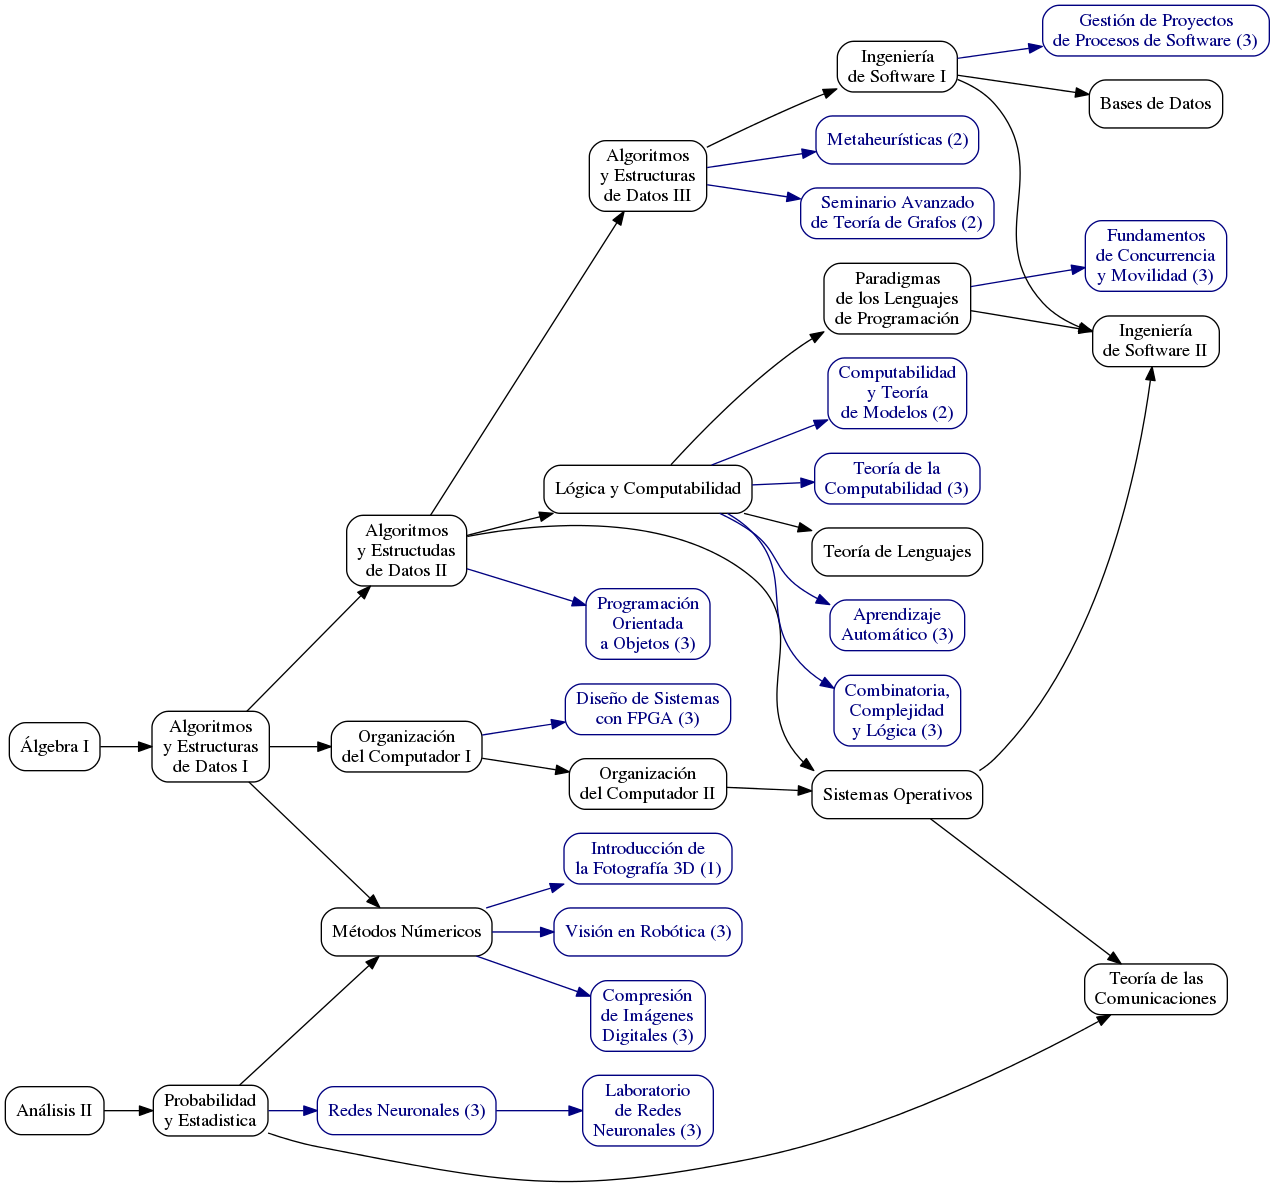 Gestión de Proyectos
de Procesos de Software (3)
Ingeniería
de Software I
Bases de Datos
Metaheurísticas (2)
Algoritmos
y Estructuras
de Datos III
Seminario Avanzado
de Teoría de Grafos (2)
Fundamentos
de Concurrencia
y Movilidad (3)
Paradigmas
de los Lenguajes
de Programación
Ingeniería
de Software II
Computabilidad
y Teoría
de Modelos (2)
Lógica y Computabilidad
Teoría de la
Computabilidad (3)
Algoritmos
y Estructudas
de Datos II
Teoría de Lenguajes
Programación
Orientada
a Objetos (3)
Aprendizaje
Automático (3)
Combinatoria,
Complejidad
y Lógica (3)
Diseño de Sistemas
con FPGA (3)
Álgebra I
Algoritmos
y Estructuras
de Datos I
Organización
del Computador I
Organización
del Computador II
Sistemas Operativos
Introducción de
la Fotografía 3D (1)
Métodos Númericos
Visión en Robótica (3)
Compresión
de Imágenes
Digitales (3)
Teoría de las
Comunicaciones
Análisis II
Probabilidad
y Estadistica
Redes Neuronales (3)
Laboratorio
de Redes
Neuronales (3)